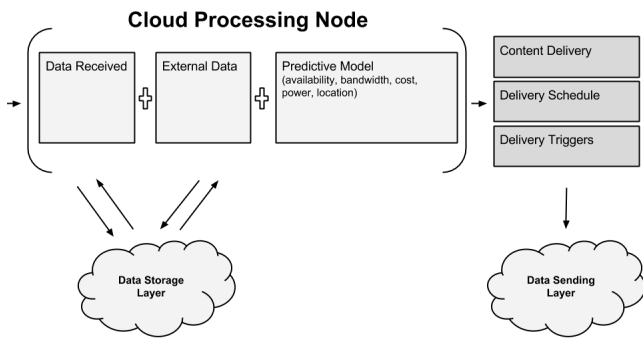 Cloud Processing Node
Data Received
External Data
Predictive Model
(availability, bandwidth, cost,
power, location)
Content Delivery
Delivery Schedule
Delivery Triggers
Data Storage
Layer
Data Sending
Layer